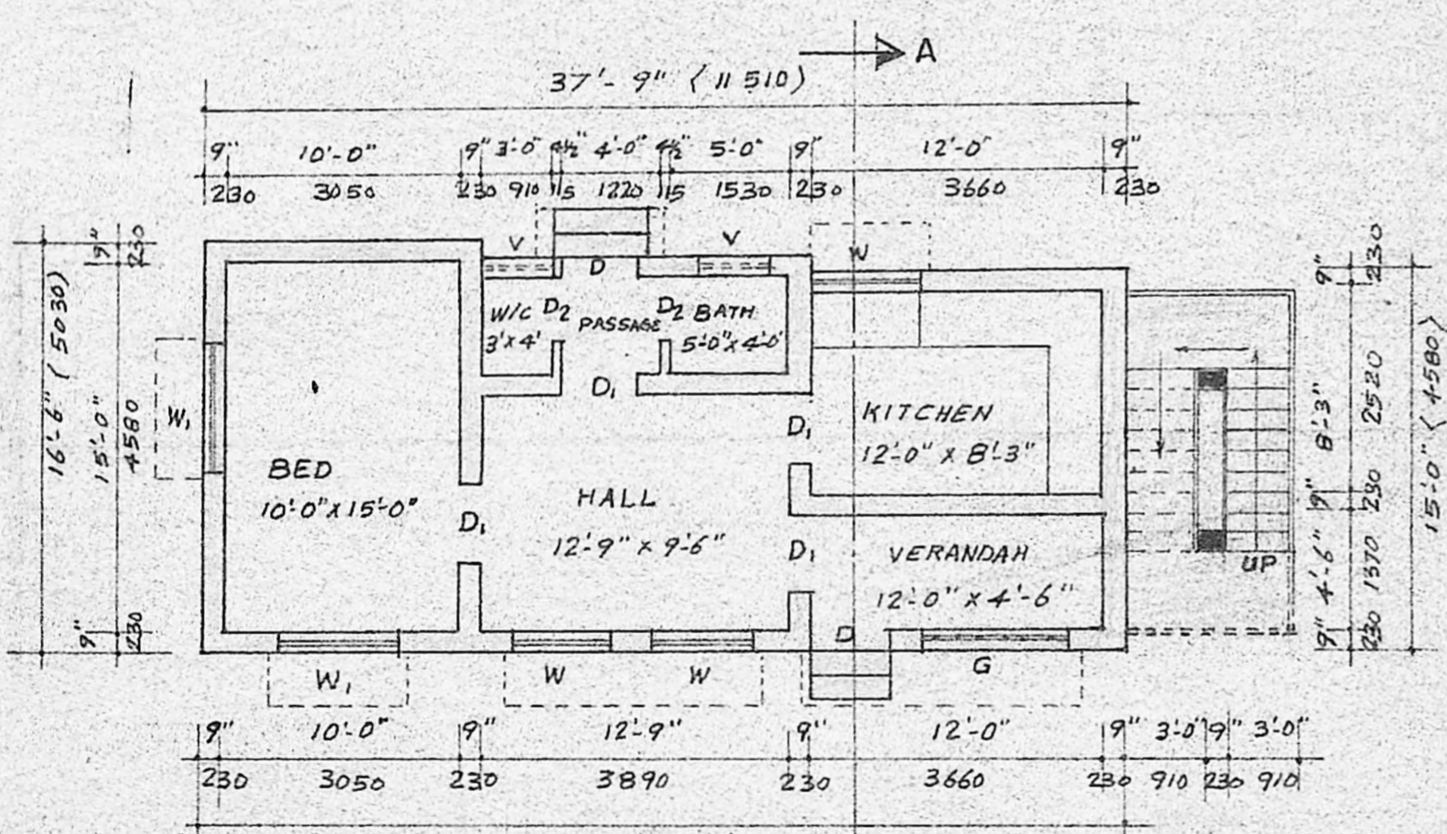 A
37'-9" (11510)
9" 10'-0" 9" 3'-0" 4½" 4'-0" 4½" 5'-0" 9" 12'-0" 9"
230 3050 230 910 115 1220 115 1530 230 3660 230
V D V W
W/C D2 PASSAGE D2 BATH
3'x4' 5'-0"x4'-0"
D1
16'-6" (5030)
9" 15'-0" 9"
230 4580 230
W1
BED
10'-0"x15'-0"
D1
HALL
12'-9" x 9'-6"
D1
KITCHEN
12'-0" x 8'-3"
D1
VERANDAH
12'-0" x 4'-6"
UP
9" 8'-3" 9" 4'-6" 9"
230 2520 230 1370 230
15'-0" (4580)
D
W1 W W G
9" 10'-0" 9" 12'-9" 9" 12'-0" 9" 3'-0" 9" 3'-0"
230 3050 230 3890 230 3660 230 910 230 910